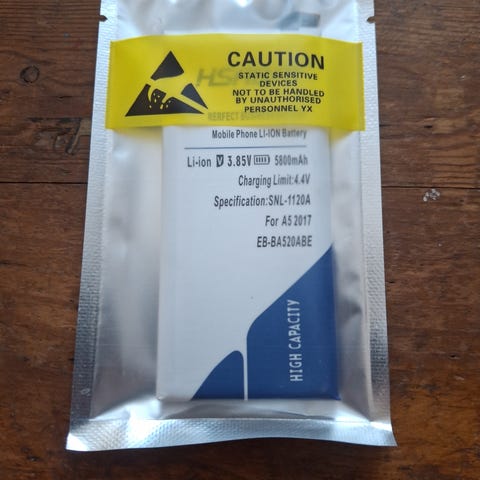 CAUTION
STATIC SENSITIVE
DEVICES
NOT TO BE HANDLED
BY UNAUTHORISED
PERSONNEL YX
Mobile Phone LI-ION Battery
Li-ion V 3.85V 5800mAh
Charging Limit:4.4V
Specification:SNL-1120A
For A5 2017
EB-BA520ABE
HIGH CAPACITY